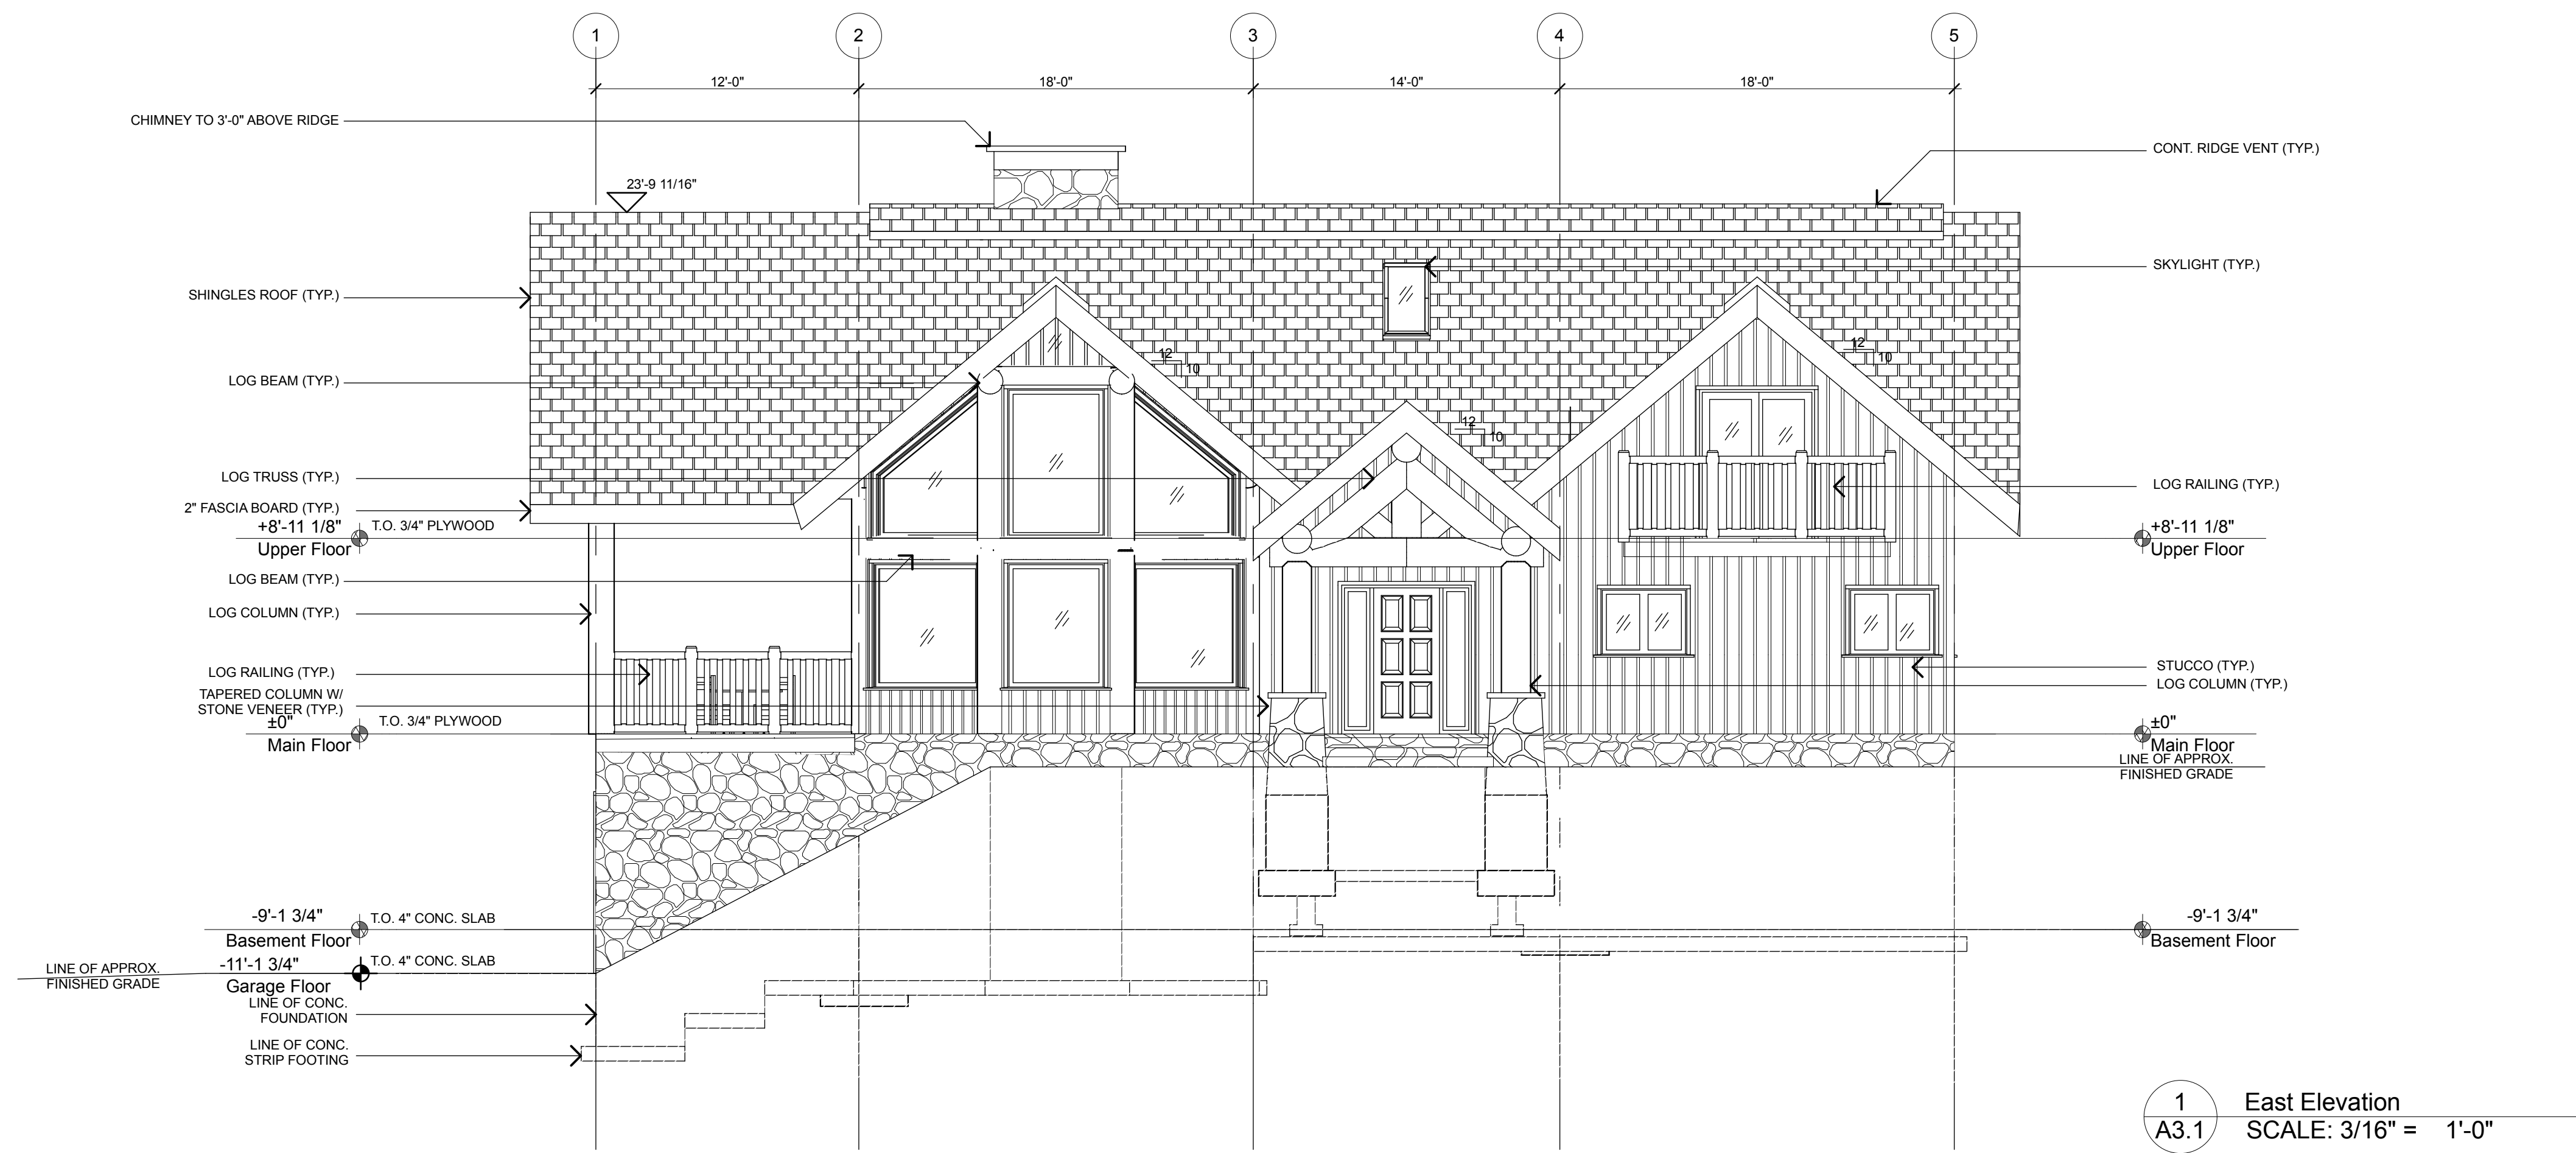 1
2
3
4
5
12'-0"
18'-0"
14'-0"
18'-0"
CHIMNEY TO 3'-0" ABOVE RIDGE
CONT. RIDGE VENT (TYP.)
23'-9 11/16"
SKYLIGHT (TYP.)
SHINGLES ROOF (TYP.)
12
10
12
10
LOG BEAM (TYP.)
12
10
LOG TRUSS (TYP.)
LOG RAILING (TYP.)
2" FASCIA BOARD (TYP.)
+8'-11 1/8"
T.O. 3/4" PLYWOOD
Upper Floor
+8'-11 1/8"
Upper Floor
LOG BEAM (TYP.)
LOG COLUMN (TYP.)
LOG RAILING (TYP.)
STUCCO (TYP.)
LOG COLUMN (TYP.)
TAPERED COLUMN W/
STONE VENEER (TYP.)
±0"
T.O. 3/4" PLYWOOD
Main Floor
±0"
Main Floor
LINE OF APPROX.
FINISHED GRADE
-9'-1 3/4"
T.O. 4" CONC. SLAB
Basement Floor
-9'-1 3/4"
Basement Floor
LINE OF APPROX.
FINISHED GRADE
-11'-1 3/4"
T.O. 4" CONC. SLAB
Garage Floor
LINE OF CONC.
FOUNDATION
LINE OF CONC.
STRIP FOOTING
1
A3.1
East Elevation
SCALE: 3/16" = 1'-0"